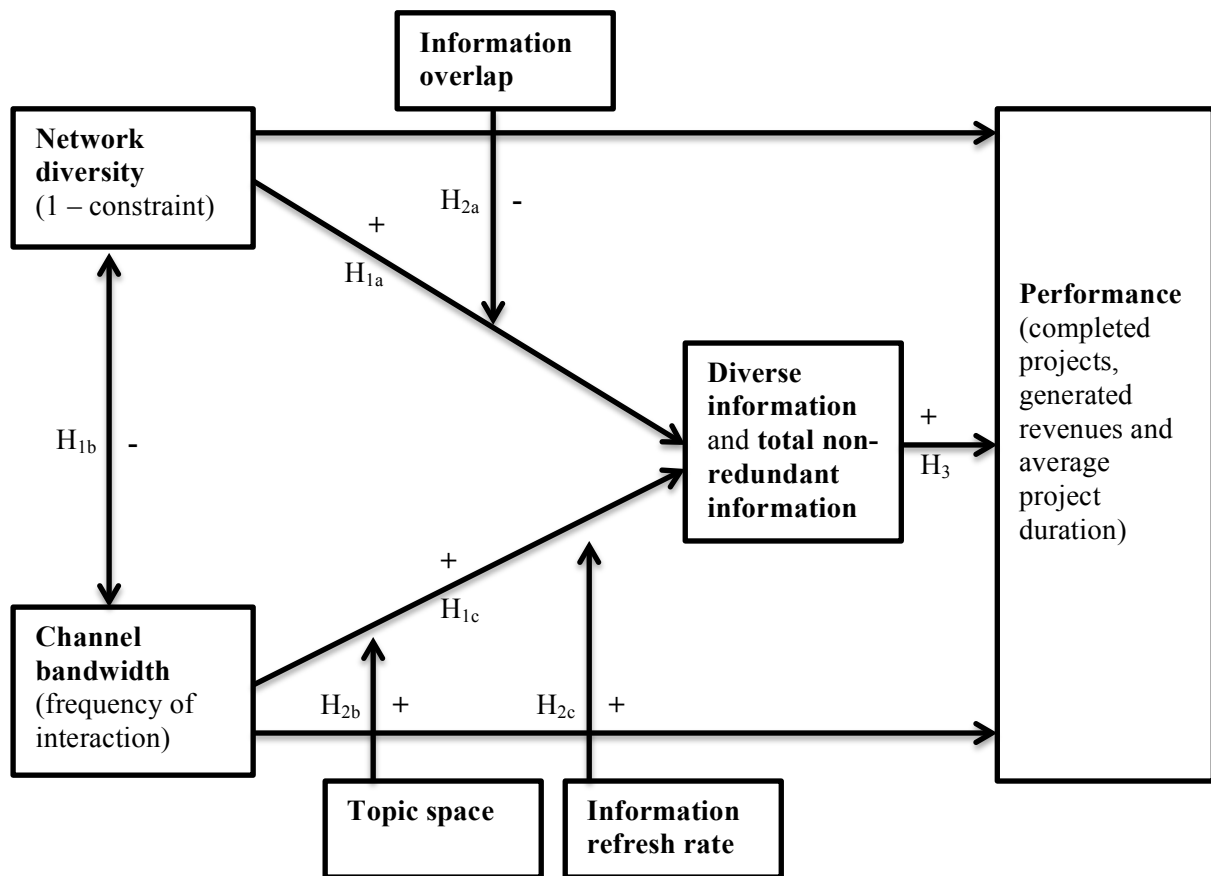 Information
overlap
Network
diversity
(1 – constraint)
H2a
-
+
H1a
Performance
(completed
projects,
generated
revenues and
average
project
duration)
Diverse
information
and total non-
redundant
information
+
H3
H1b
-
+
H1c
Channel
bandwidth
(frequency of
interaction)
H2b
+
H2c
+
Topic space
Information
refresh rate